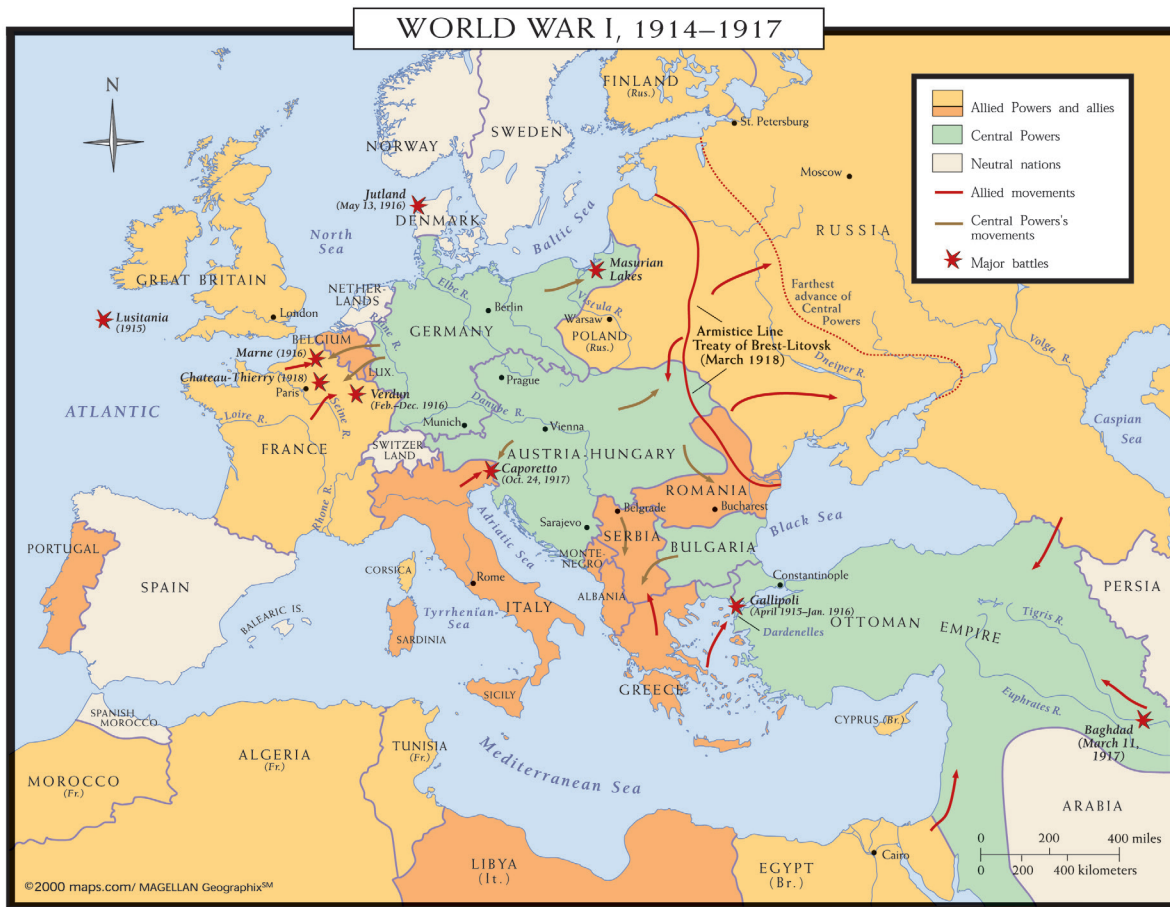 WORLD WAR I, 1914–1917
N
Allied Powers and allies
Central Powers
Neutral nations
Allied movements
Central Powers's
movements
Major battles
FINLAND
(Rus.)
SWEDEN
NORWAY
St. Petersburg
Moscow
RUSSIA
Jutland
(May 13, 1916)
DENMARK
Baltic Sea
North
Sea
GREAT BRITAIN
London
Lusitania
(1915)
NETHER-
LANDS
Elbe R.
Berlin
GERMANY
Rhine R.
Masurian
Lakes
Vistula R.
Warsaw
POLAND
(Rus.)
Farthest
advance of
Central
Powers
Armistice Line
Treaty of Brest-Litovsk
(March 1918)
Dneiper R.
Volga R.
BELGIUM
Marne (1916)
LUX.
Chateau-Thierry (1918)
Paris
Verdun
(Feb.–Dec. 1916)
Seine R.
Loire R.
ATLANTIC
FRANCE
Rhone R.
Prague
Danube R.
Munich
Vienna
SWITZER-
LAND
AUSTRIA-HUNGARY
Caporetto
(Oct. 24, 1917)
Caspian
Sea
ROMANIA
Bucharest
Belgrade
Sarajevo
SERBIA
Black Sea
BULGARIA
MONTE-
NEGRO
Adriatic Sea
ALBANIA
PORTUGAL
SPAIN
BALEARIC IS.
CORSICA
SARDINIA
Rome
ITALY
Tyrrhenian-
Sea
SICILY
GREECE
Constantinople
Gallipoli
(April 1915–Jan. 1916)
Dardenelles
OTTOMAN EMPIRE
PERSIA
Tigris R.
Euphrates R.
Baghdad
(March 11,
1917)
CYPRUS (Br.)
SPANISH
MOROCCO
MOROCCO
(Fr.)
ALGERIA
(Fr.)
TUNISIA
(Fr.)
Mediterranean Sea
LIBYA
(It.)
EGYPT
(Br.)
Cairo
ARABIA
0 200 400 miles
0 200 400 kilometers
©2000 maps.com/ MAGELLAN Geographix℠